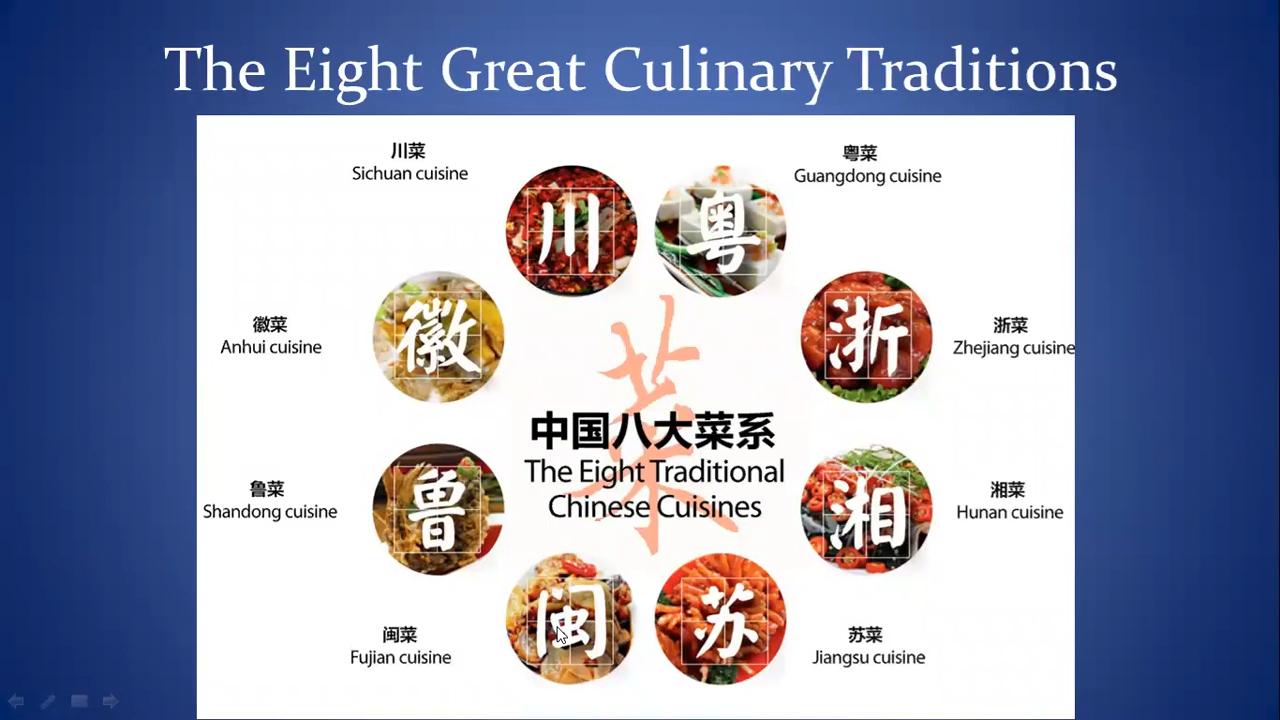 The Eight Great Culinary Traditions
川菜
Sichuan cuisine
川
粤
粤菜
Guangdong cuisine
徽菜
Anhui cuisine
徽
浙
浙菜
Zhejiang cuisine
菜
中国八大菜系
The Eight Traditional
Chinese Cuisines
鲁菜
Shandong cuisine
鲁
湘
湘菜
Hunan cuisine
闽菜
Fujian cuisine
闽
苏
苏菜
Jiangsu cuisine